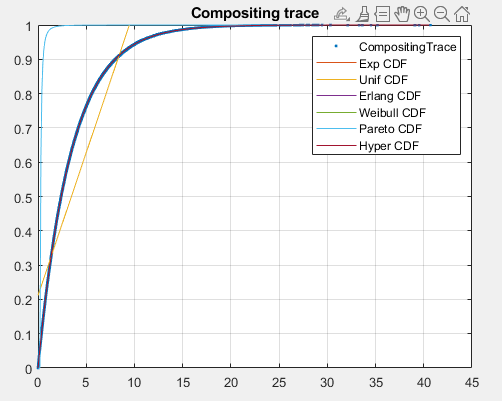 Compositing trace
1
0.9
0.8
0.7
0.6
0.5
0.4
0.3
0.2
0.1
0
CompositingTrace
Exp CDF
Unif CDF
Erlang CDF
Weibull CDF
Pareto CDF
Hyper CDF
0 5 10 15 20 25 30 35 40 45